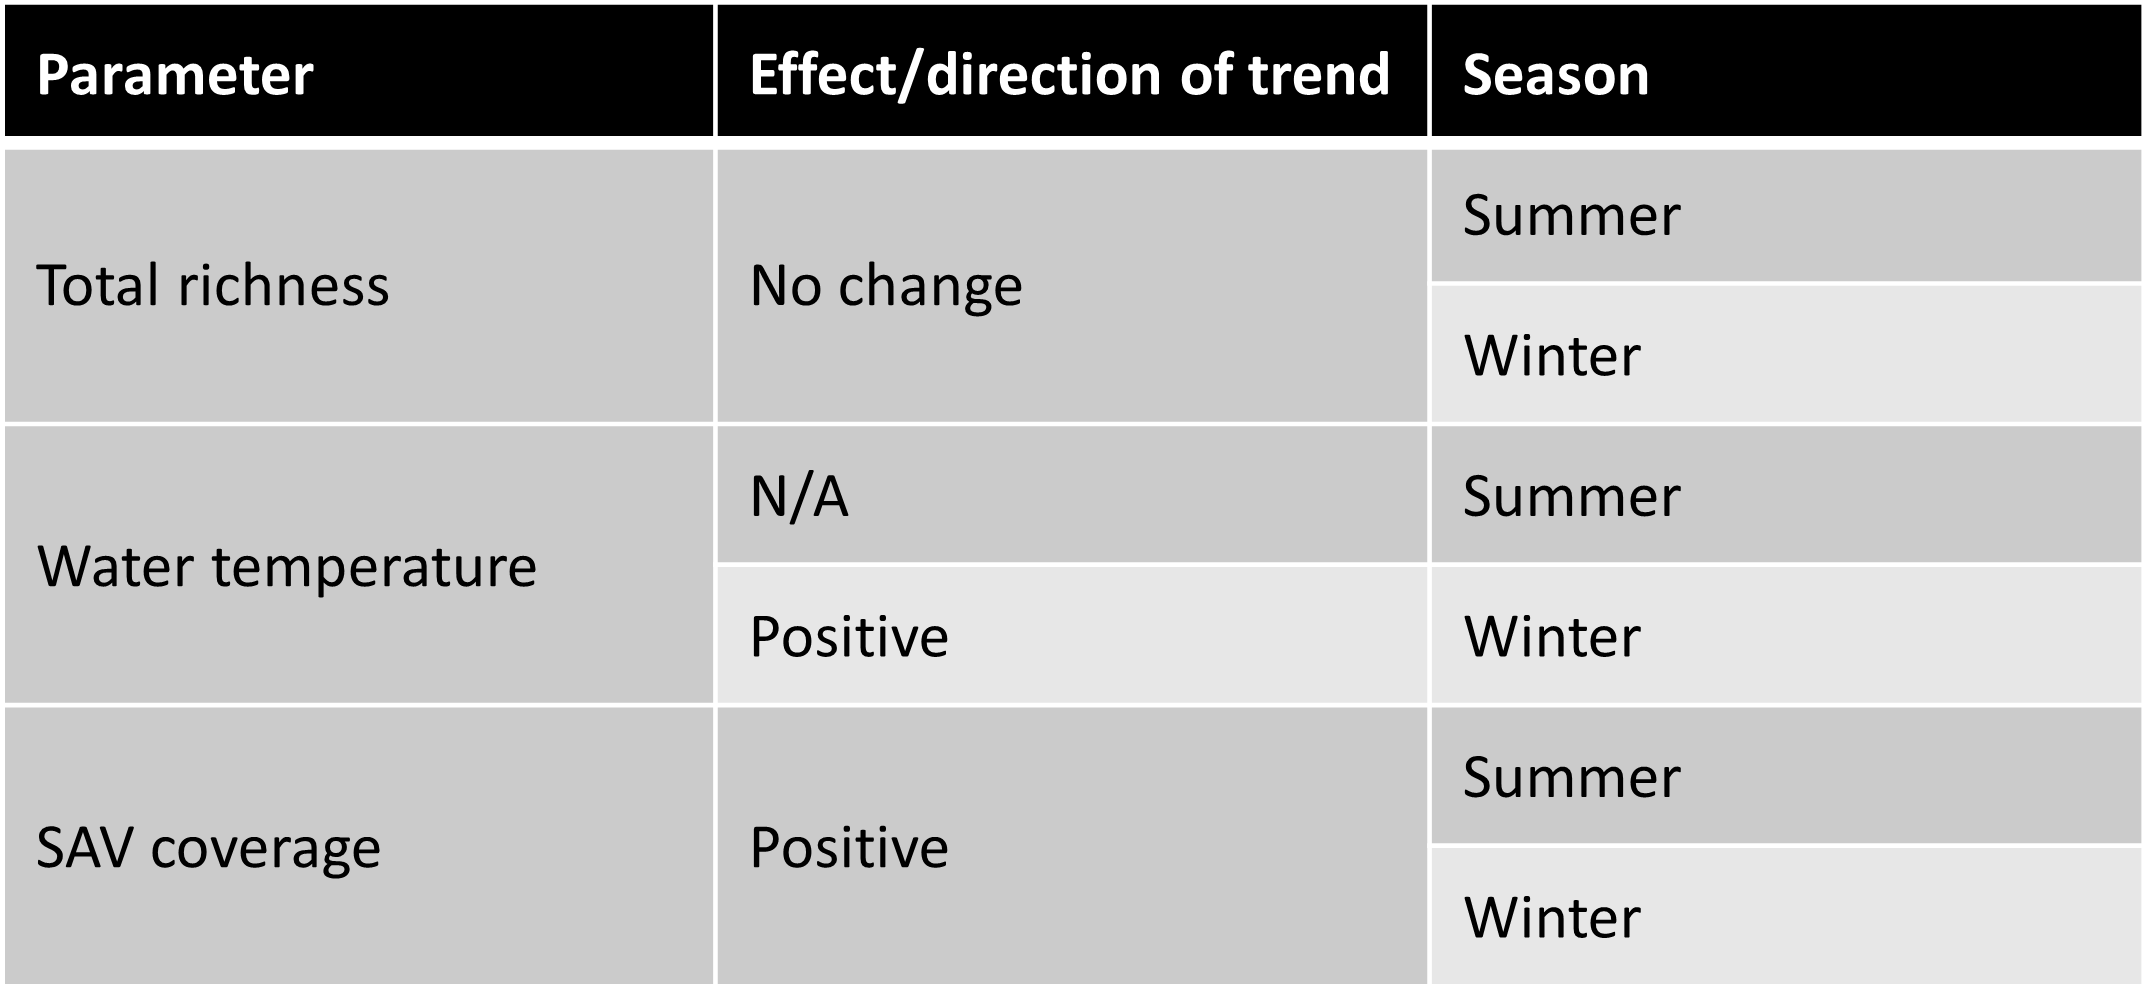 Parameter Effect/direction of trend Season
Summer
Total richness No change
Winter
N/A Summer
Water temperature
Positive Winter
Summer
SAV coverage Positive
Winter